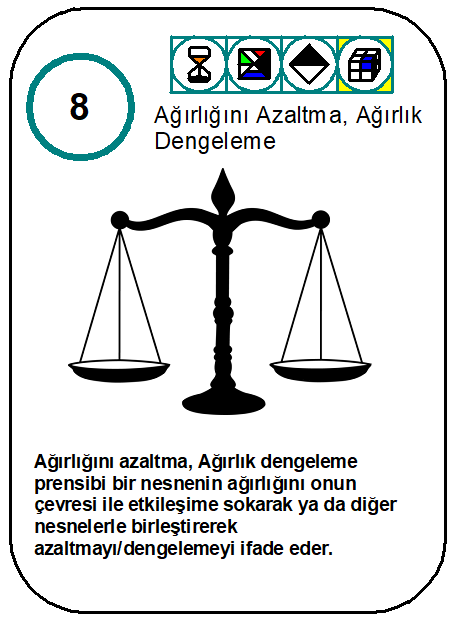 8
Ağırlığını Azaltma, Ağırlık
Dengeleme
Ağırlığını azaltma, Ağırlık dengeleme
prensibi bir nesnenin ağırlığını onun
çevresi ile etkileşime sokarak ya da diğer
nesnelerle birleştirerek
azaltmayı/dengelemeyi ifade eder.